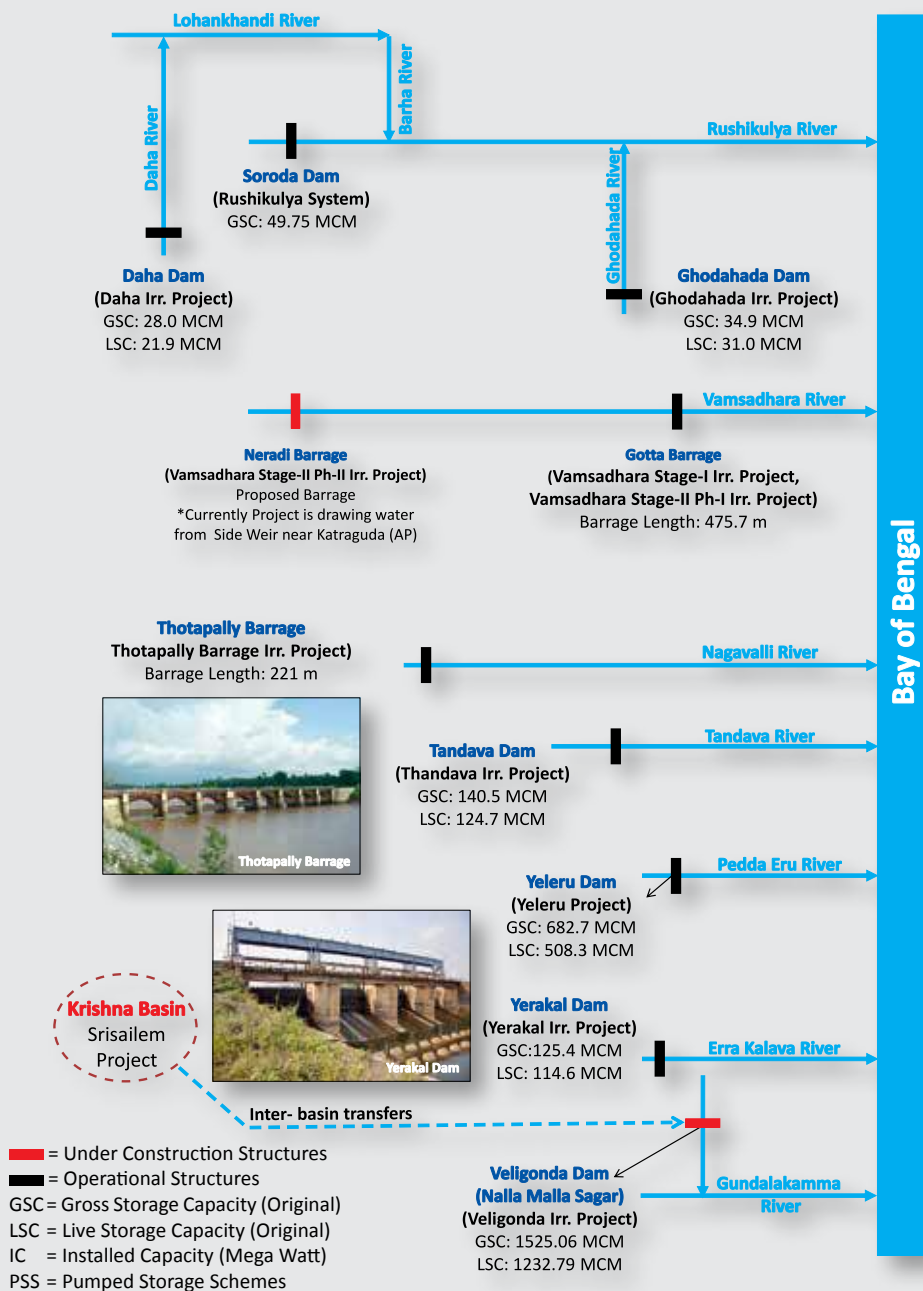 Lohankhandi River
Daha River
Barha River
Rushikulya River
Ghodahada River
Soroda Dam
(Rushikulya System)
GSC: 49.75 MCM
Daha Dam
(Daha Irr. Project)
GSC: 28.0 MCM
LSC: 21.9 MCM
Ghodahada Dam
(Ghodahada Irr. Project)
GSC: 34.9 MCM
LSC: 31.0 MCM
Vamsadhara River
Neradi Barrage
(Vamsadhara Stage-II Ph-II Irr. Project)
Proposed Barrage
*Currently Project is drawing water
from Side Weir near Katraguda (AP)
Gotta Barrage
(Vamsadhara Stage-I Irr. Project,
Vamsadhara Stage-II Ph-I Irr. Project)
Barrage Length: 475.7 m
Bay of Bengal
Thotapally Barrage
Thotapally Barrage Irr. Project)
Barrage Length: 221 m
Nagavalli River
Thotapally Barrage
Tandava River
Tandava Dam
(Thandava Irr. Project)
GSC: 140.5 MCM
LSC: 124.7 MCM
Pedda Eru River
Yeleru Dam
(Yeleru Project)
GSC: 682.7 MCM
LSC: 508.3 MCM
Yerakal Dam
Yerakal Dam
(Yerakal Irr. Project)
GSC:125.4 MCM
LSC: 114.6 MCM
Erra Kalava River
Krishna Basin
Srisailem
Project
Inter- basin transfers
Veligonda Dam
(Nalla Malla Sagar)
(Veligonda Irr. Project)
GSC: 1525.06 MCM
LSC: 1232.79 MCM
Gundalakamma
River
= Under Construction Structures
= Operational Structures
GSC = Gross Storage Capacity (Original)
LSC = Live Storage Capacity (Original)
IC = Installed Capacity (Mega Watt)
PSS = Pumped Storage Schemes